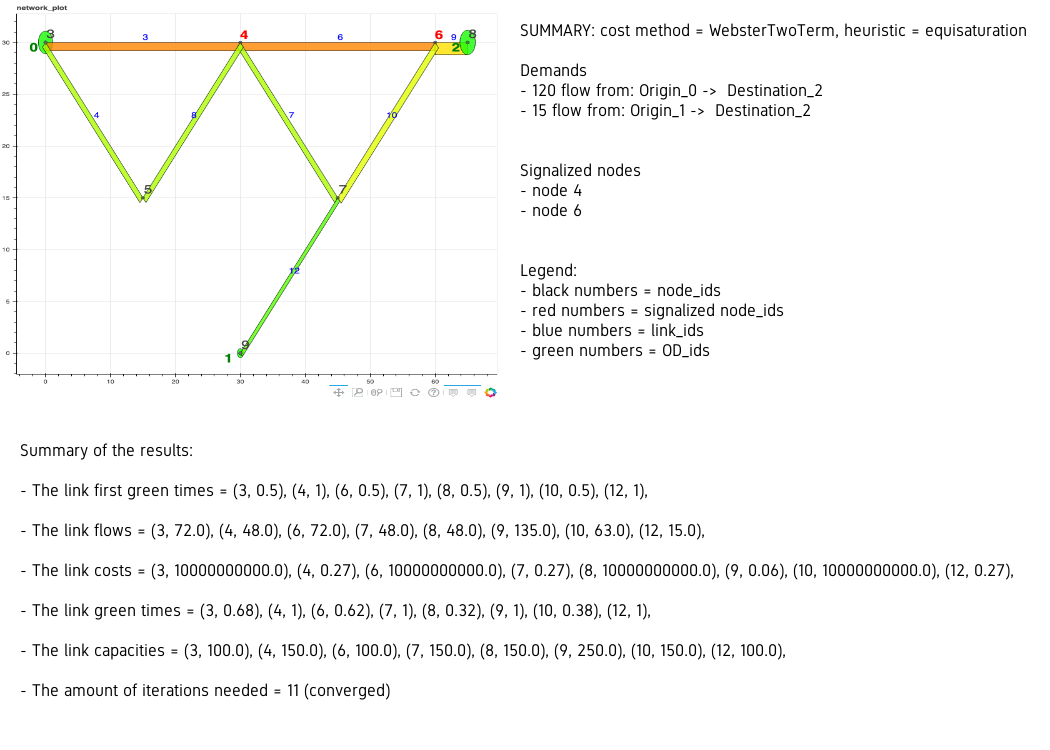 network_plot
3
0
3
4
6
6
9
2
8
30
25
4
8
7
10
20
5
7
15
10
12
5
9
1
0
0
10
20
30
40
50
60
SUMMARY: cost method = WebsterTwoTerm, heuristic = equisaturation
Demands
- 120 flow from: Origin_0 -> Destination_2
- 15 flow from: Origin_1 -> Destination_2
Signalized nodes
- node 4
- node 6
Legend:
- black numbers = node_ids
- red numbers = signalized node_ids
- blue numbers = link_ids
- green numbers = OD_ids
Summary of the results:
- The link first green times = (3, 0.5), (4, 1), (6, 0.5), (7, 1), (8, 0.5), (9, 1), (10, 0.5), (12, 1),
- The link flows = (3, 72.0), (4, 48.0), (6, 72.0), (7, 48.0), (8, 48.0), (9, 135.0), (10, 63.0), (12, 15.0),
- The link costs = (3, 10000000000.0), (4, 0.27), (6, 10000000000.0), (7, 0.27), (8, 10000000000.0), (9, 0.06), (10, 10000000000.0), (12, 0.27),
- The link green times = (3, 0.68), (4, 1), (6, 0.62), (7, 1), (8, 0.32), (9, 1), (10, 0.38), (12, 1),
- The link capacities = (3, 100.0), (4, 150.0), (6, 100.0), (7, 150.0), (8, 150.0), (9, 250.0), (10, 150.0), (12, 100.0),
- The amount of iterations needed = 11 (converged)